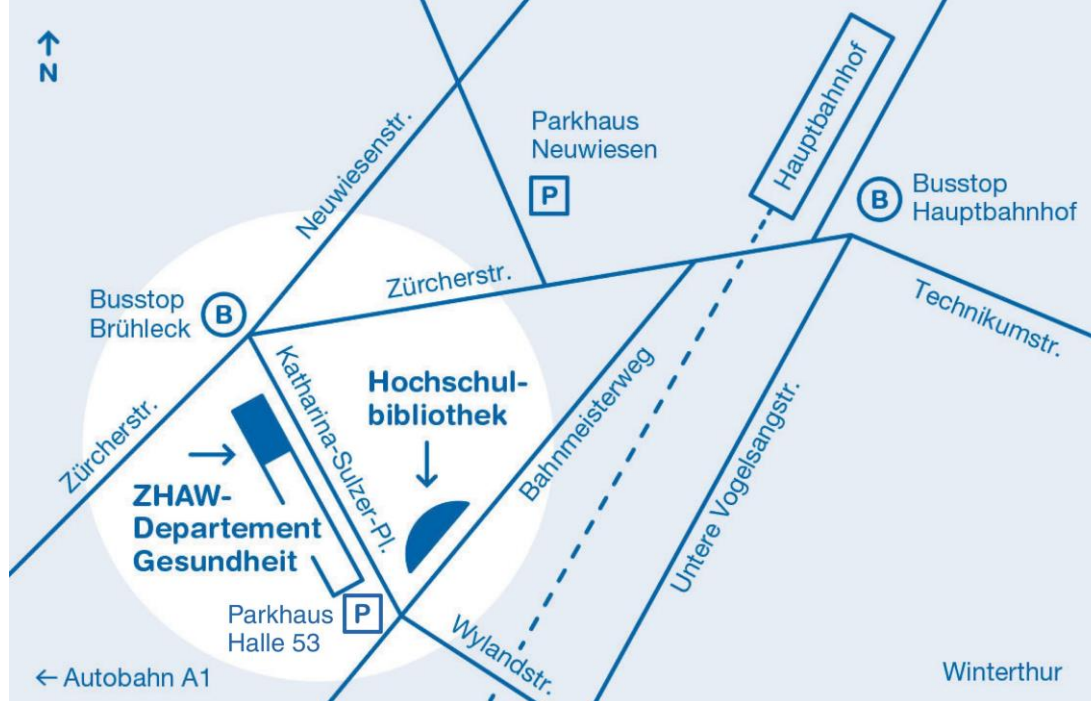 N
Neuwiesenstr.
Parkhaus
Neuwiesen
P
Hauptbahnhof
B
Busstop
Hauptbahnhof
Technikumstr.
Zürcherstr.
Busstop
Brühleck
B
Zürcherstr.
Katharina-Sulzer-Pl.
Hochschul-
bibliothek
Bahnmeisterweg
Untere Vogelsangstr.
ZHAW-
Departement
Gesundheit
Parkhaus
Halle 53
P
Wylandstr.
← Autobahn A1
Winterthur